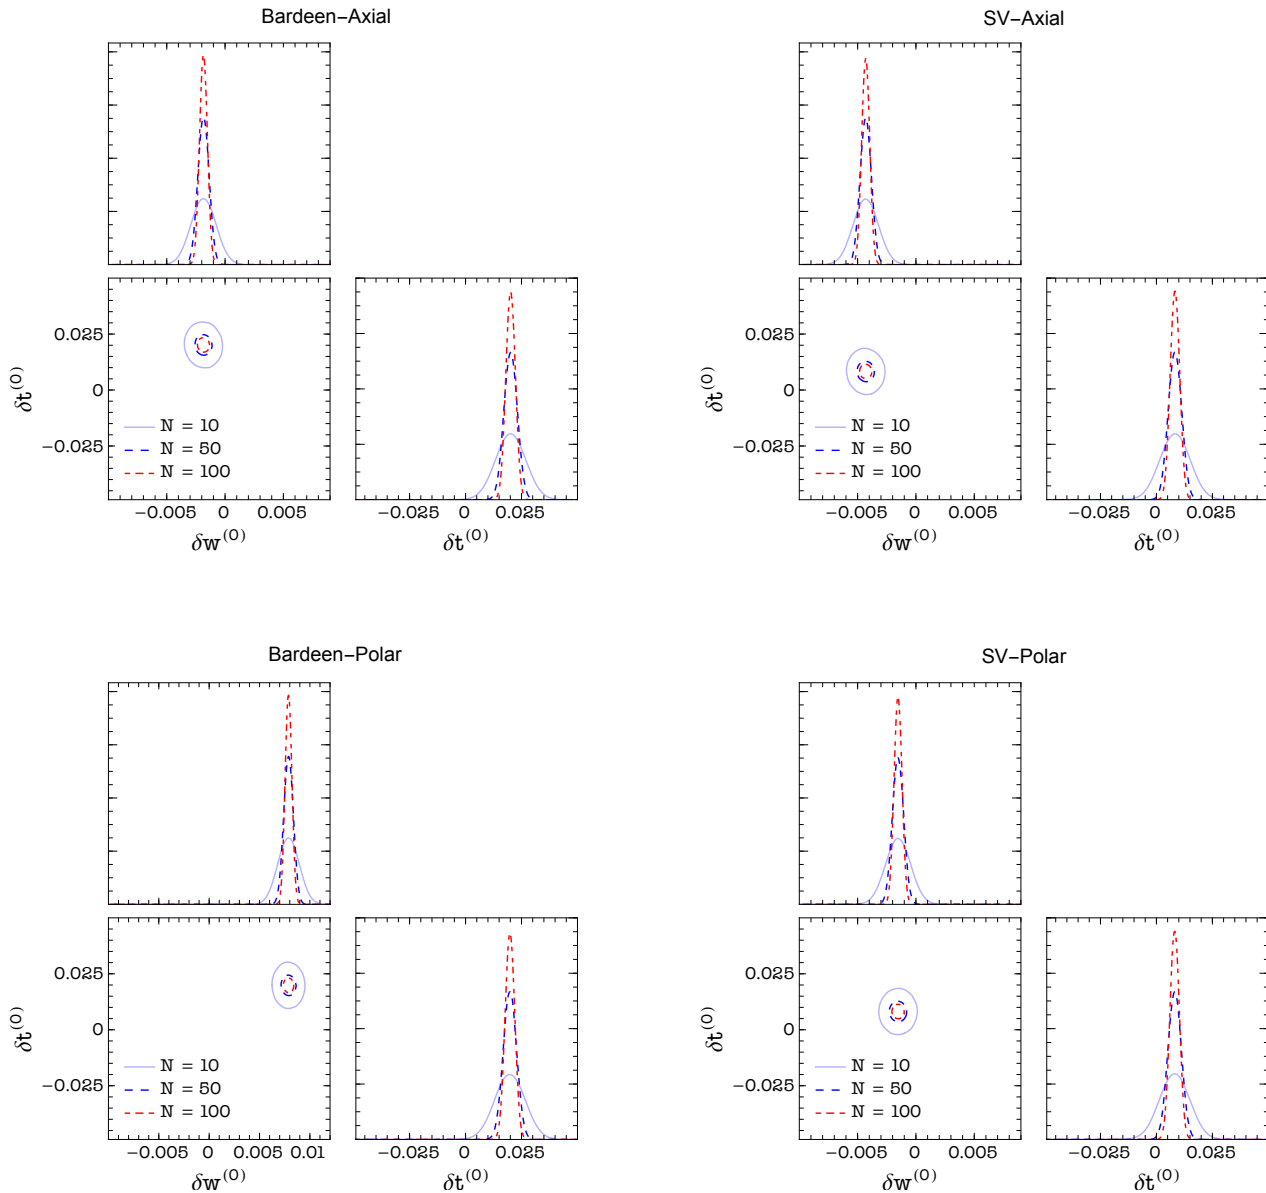 Bardeen−Axial
0.025
0
−0.025
δt⁽⁰⁾
N = 10
N = 50
N = 100
−0.005 0 0.005
δw⁽⁰⁾
−0.025 0 0.025
δt⁽⁰⁾
SV−Axial
0.025
0
−0.025
δt⁽⁰⁾
N = 10
N = 50
N = 100
−0.005 0 0.005
δw⁽⁰⁾
−0.025 0 0.025
δt⁽⁰⁾
Bardeen−Polar
0.025
0
−0.025
δt⁽⁰⁾
N = 10
N = 50
N = 100
−0.005 0 0.005 0.01
δw⁽⁰⁾
−0.025 0 0.025
δt⁽⁰⁾
SV−Polar
0.025
0
−0.025
δt⁽⁰⁾
N = 10
N = 50
N = 100
−0.005 0 0.005
δw⁽⁰⁾
−0.025 0 0.025
δt⁽⁰⁾